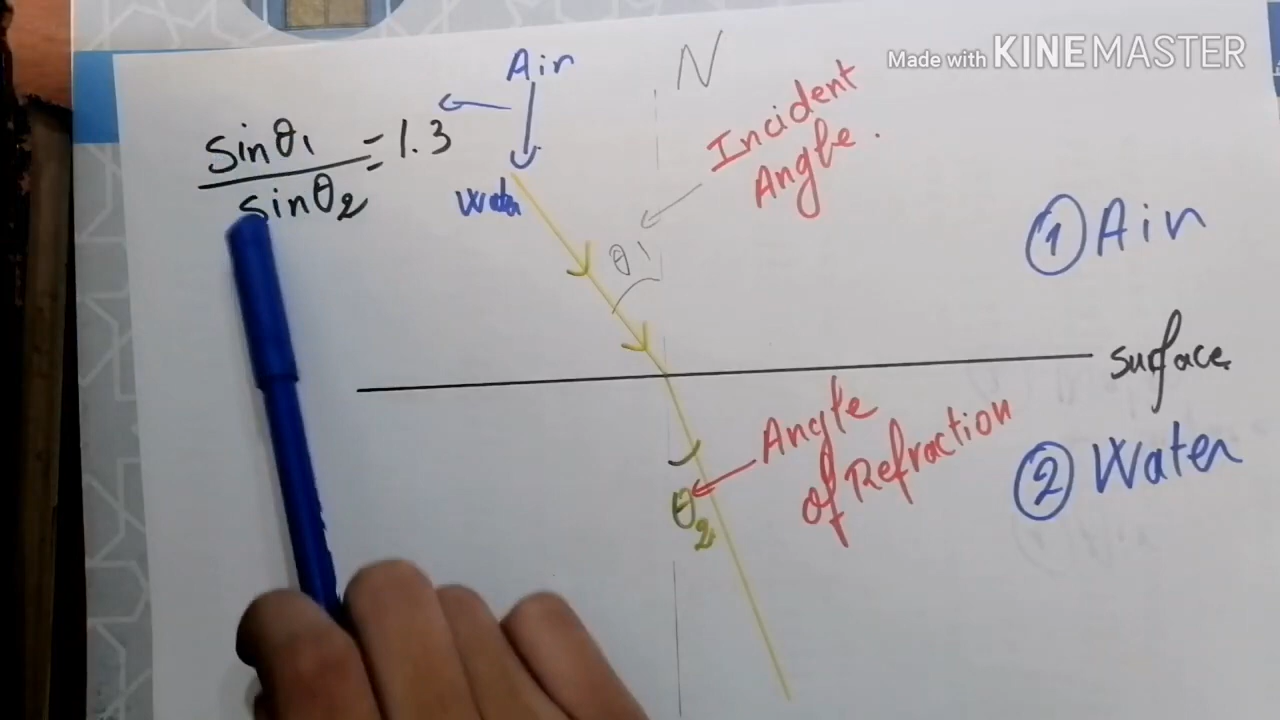 Made with KINEMASTER
Air
N
Incident
Angle.
sinθ1
= 1.3
sinθ2
θ1
① Air
surface
Angle
of Refraction
② Water
θ2